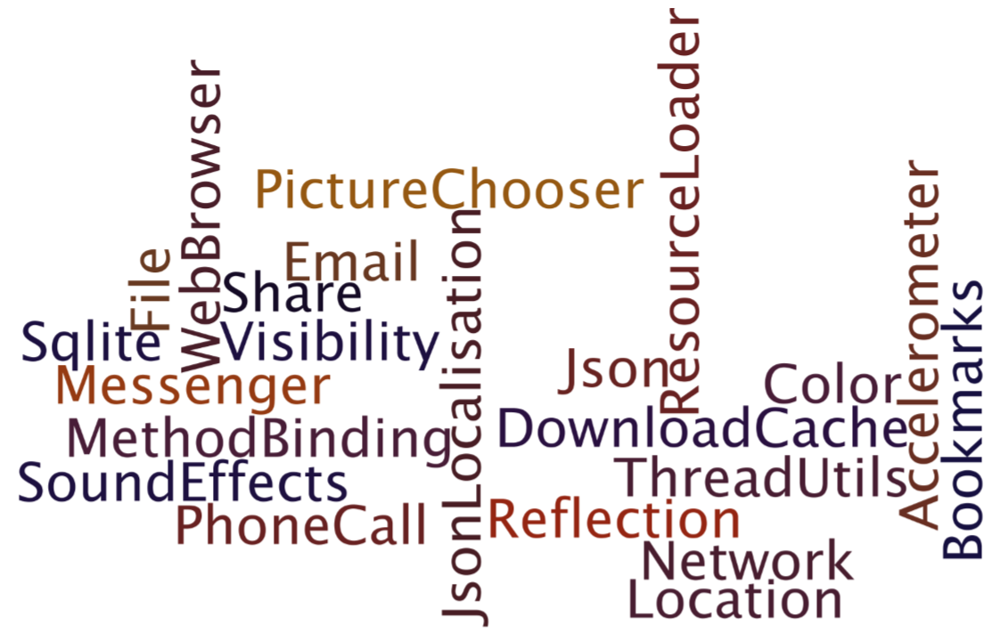 WebBrowser
ResourceLoader
PictureChooser
Accelerometer
JsonLocalisation
Email
File
Share
Bookmarks
Sqlite
Visibility
Json
Messenger
Color
MethodBinding
DownloadCache
SoundEffects
ThreadUtils
PhoneCall
Reflection
Network
Location